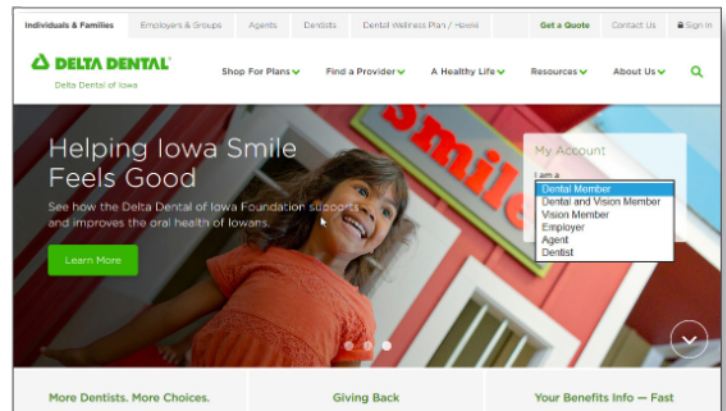 Individuals & Families Employers & Groups Agents Dentists Dental Wellness Plan / Hawki Get a Quote Contact Us Sign In
DELTA DENTAL
Delta Dental of Iowa
Shop For Plans Find a Provider A Healthy Life Resources About Us
Smile
Helping Iowa Smile
Feels Good
See how the Delta Dental of Iowa Foundation supports
and improves the oral health of Iowans.
Learn More
My Account
I am a
Dental Member
Dental and Vision Member
Vision Member
Employer
Agent
Dentist
More Dentists. More Choices. Giving Back Your Benefits Info — Fast